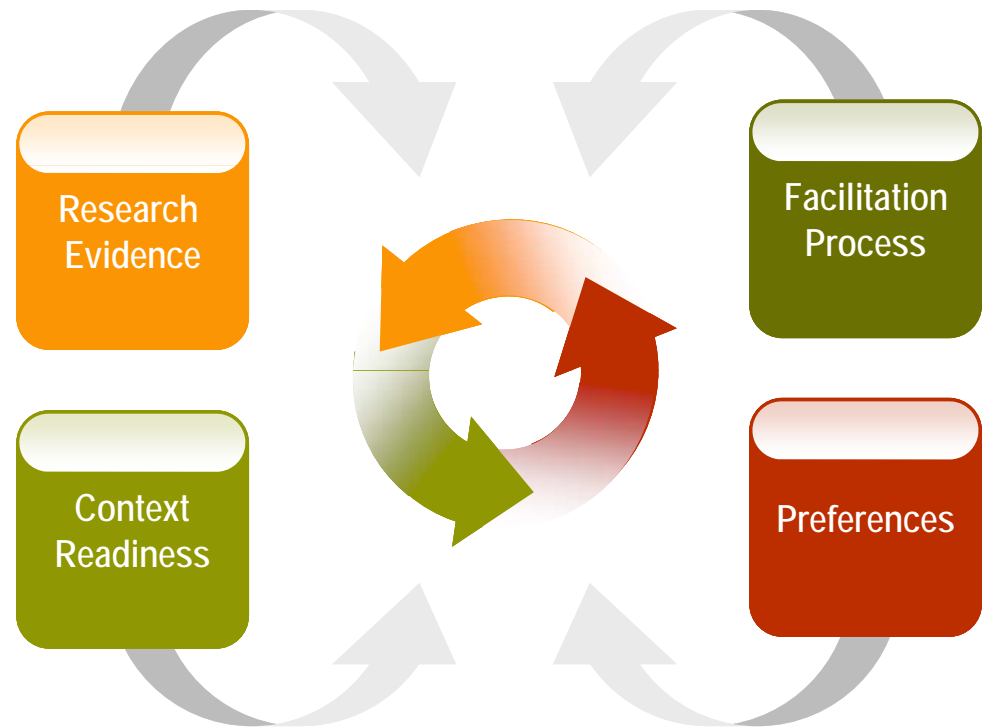 Research
Evidence
Facilitation
Process
Context
Readiness
Preferences